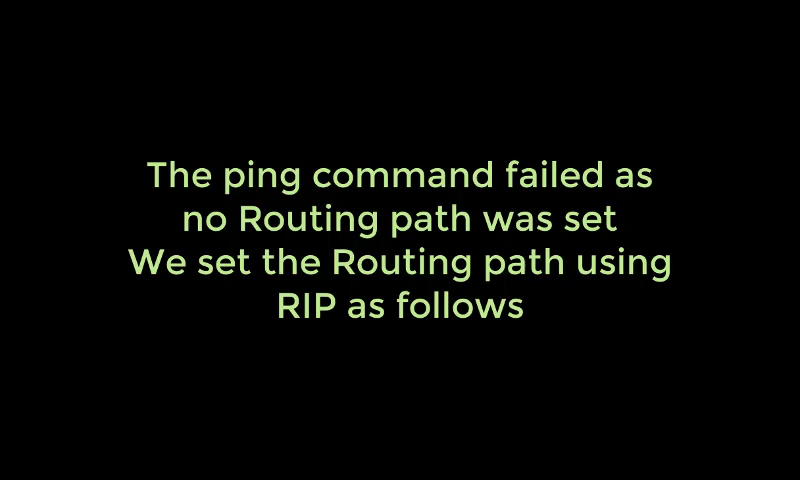 The ping command failed as
no Routing path was set
We set the Routing path using
RIP as follows